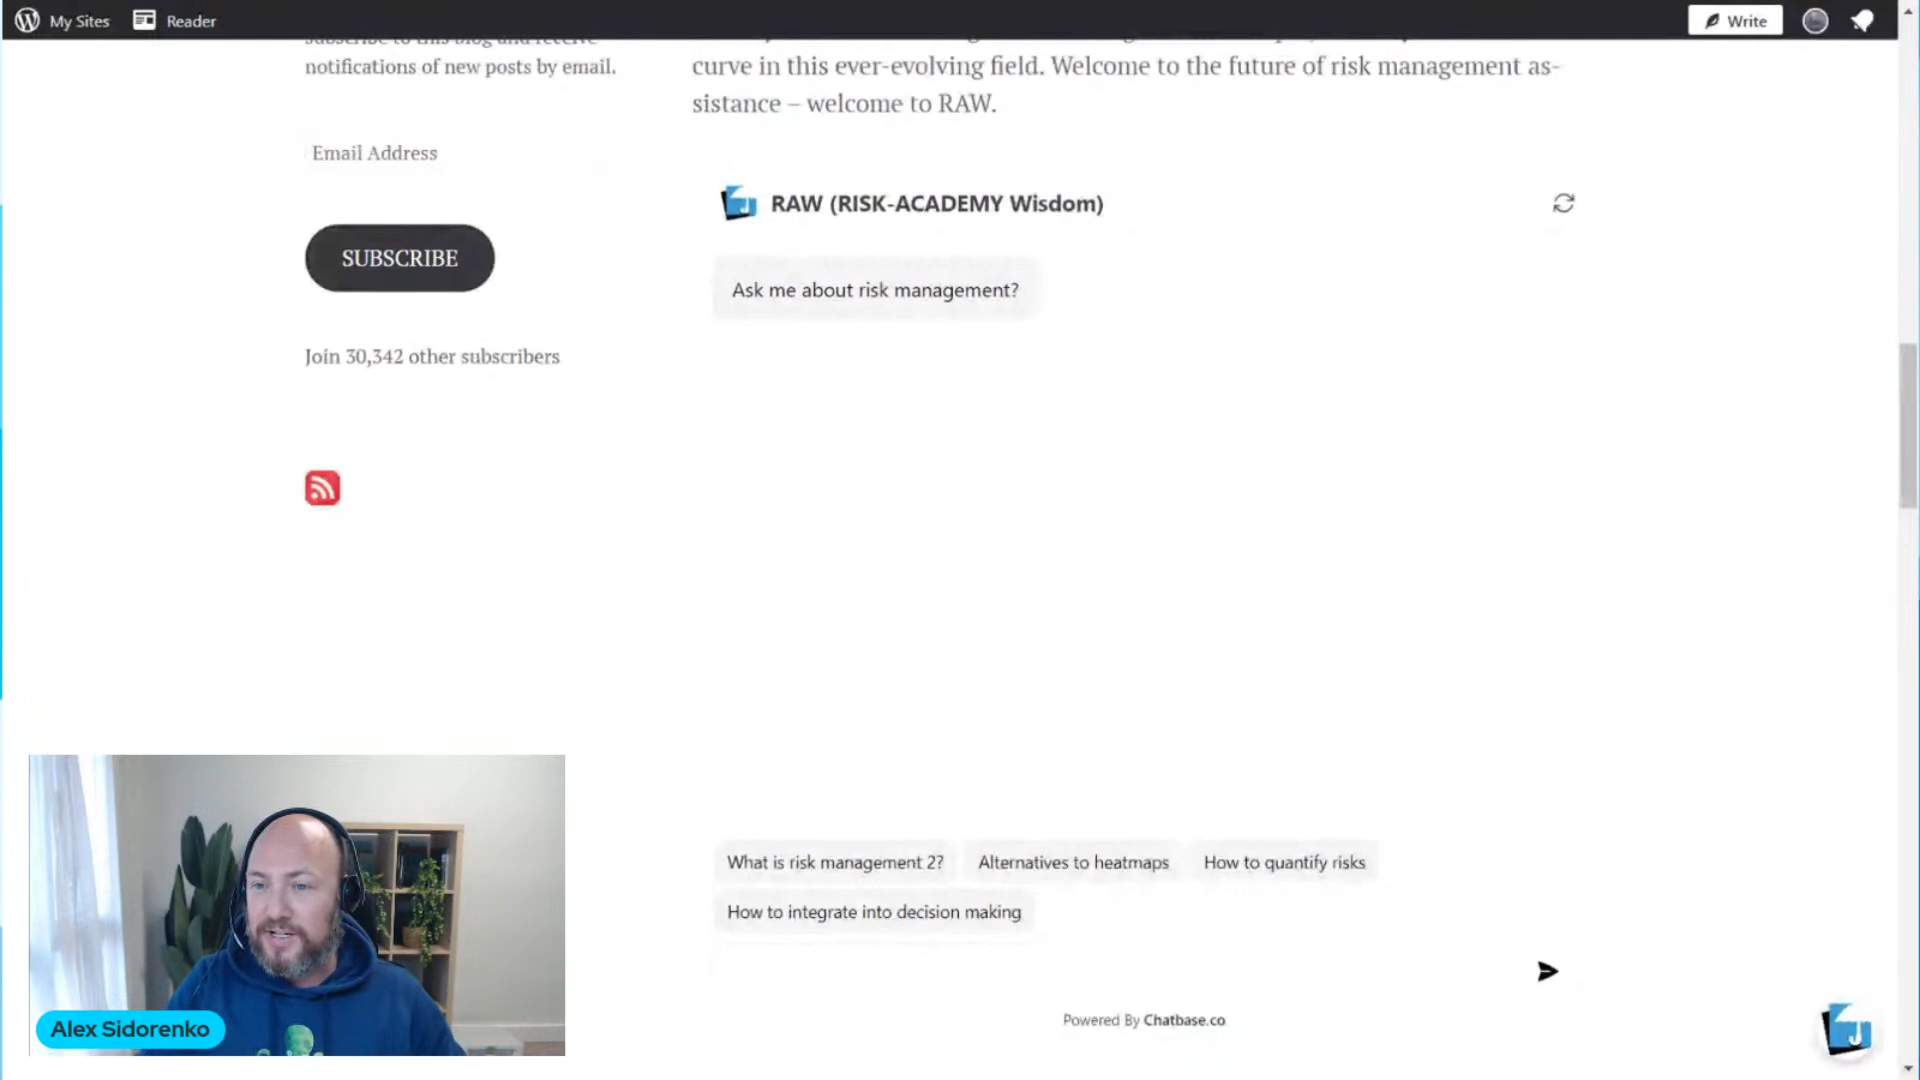 My Sites
Reader
Write
notifications of new posts by email.
Email Address
SUBSCRIBE
Join 30,342 other subscribers
curve in this ever-evolving field. Welcome to the future of risk management as-
sistance – welcome to RAW.
RAW (RISK-ACADEMY Wisdom)
Ask me about risk management?
What is risk management 2?
Alternatives to heatmaps
How to quantify risks
How to integrate into decision making
Powered By Chatbase.co
Alex Sidorenko